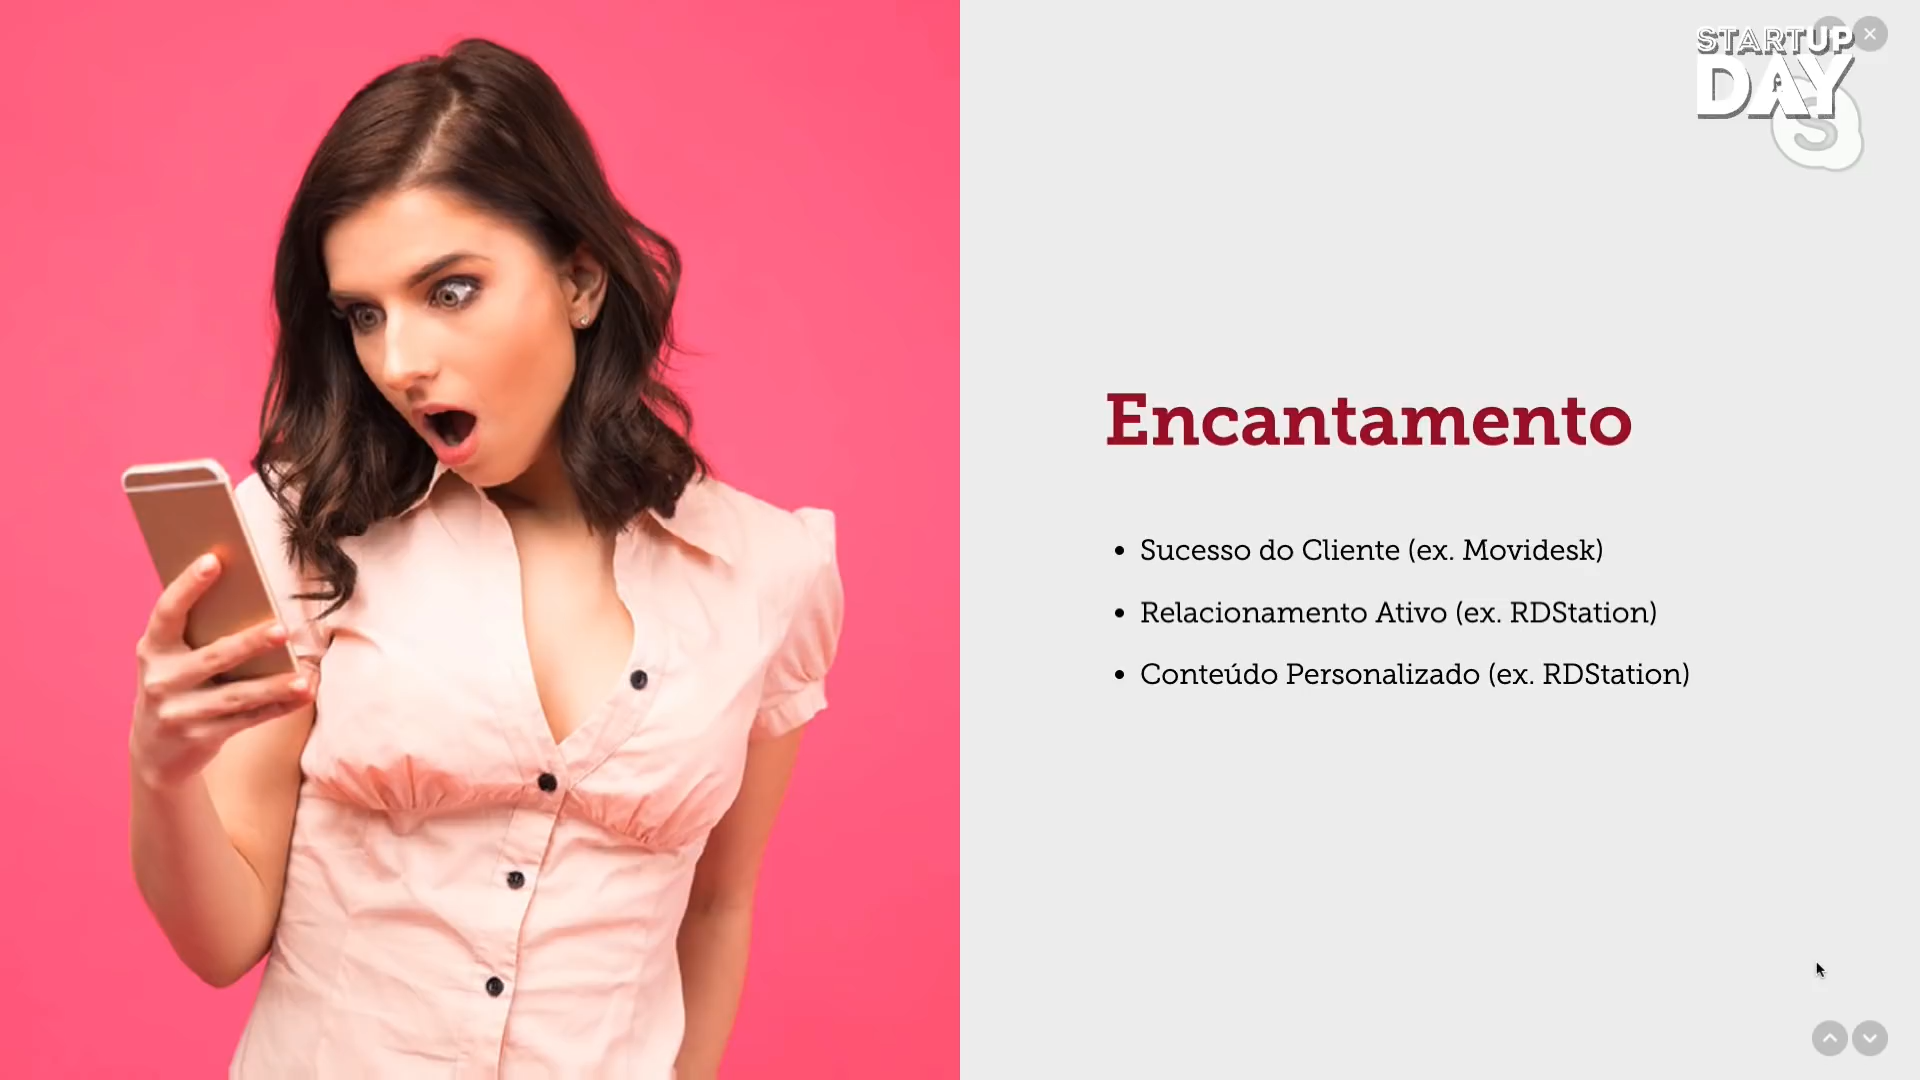 STARTUP
DAY
S
Encantamento
• Sucesso do Cliente (ex. Movidesk)
• Relacionamento Ativo (ex. RDStation)
• Conteúdo Personalizado (ex. RDStation)